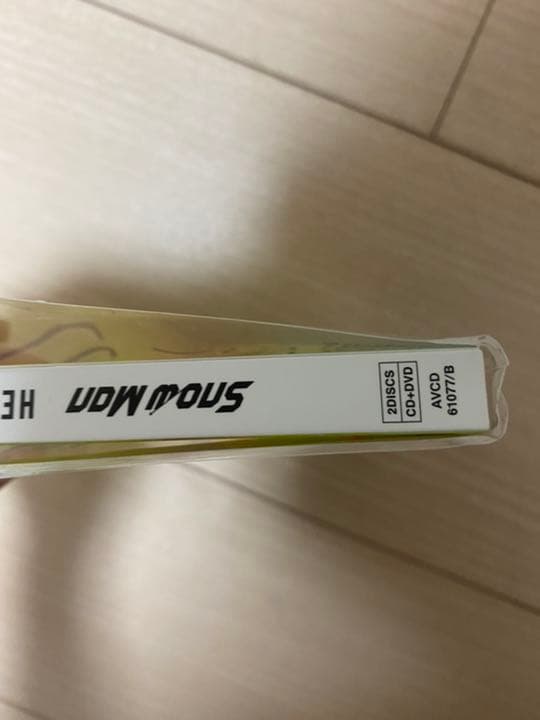 Snow Man HE
2DISCS
CD+DVD
AVCD
61077/B